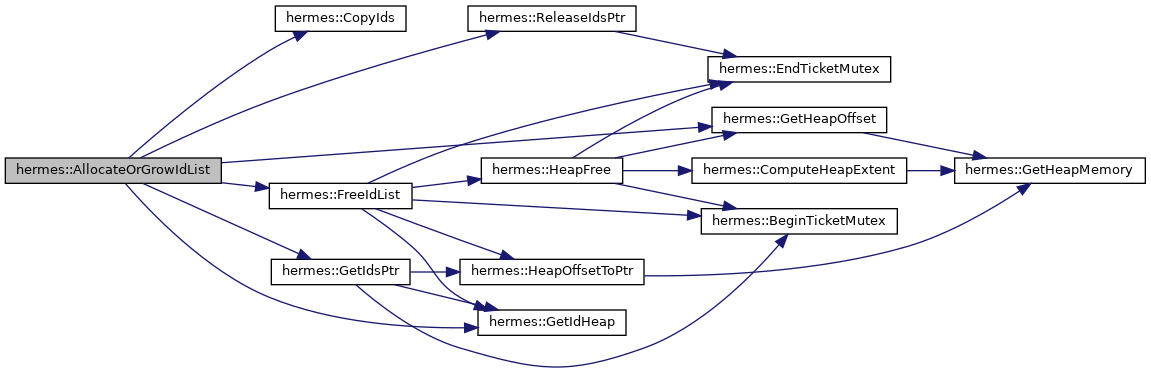 hermes::CopyIds
hermes::ReleaseIdsPtr
hermes::EndTicketMutex
hermes::GetHeapOffset
hermes::AllocateOrGrowIdList
hermes::HeapFree
hermes::ComputeHeapExtent
hermes::GetHeapMemory
hermes::FreeIdList
hermes::BeginTicketMutex
hermes::GetIdsPtr
hermes::HeapOffsetToPtr
hermes::GetIdHeap